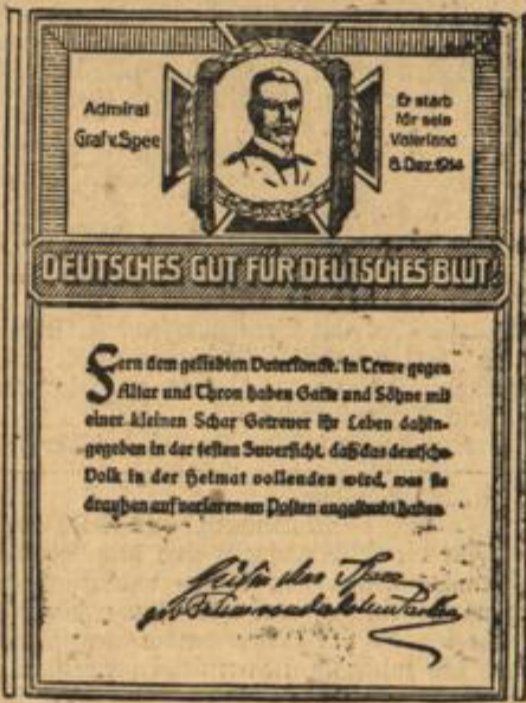 Admiral
Graf v. Spee
Er starb
für sein
Vaterland
8. Dez. 1914
DEUTSCHES GUT FÜR DEUTSCHES BLUT!
Fern dem geliebten Vaterlande, in Treue gegen
Altar und Thron haben Gatte und Söhne mit
einer kleinen Schar Getreuer ihr Leben dahin-
gegeben in der festen Zuversicht, daß das deutsche
Volk in der Heimat vollenden wird, was sie
draußen auf verlorenem Posten angestrebt haben.
Gräfin von Spee